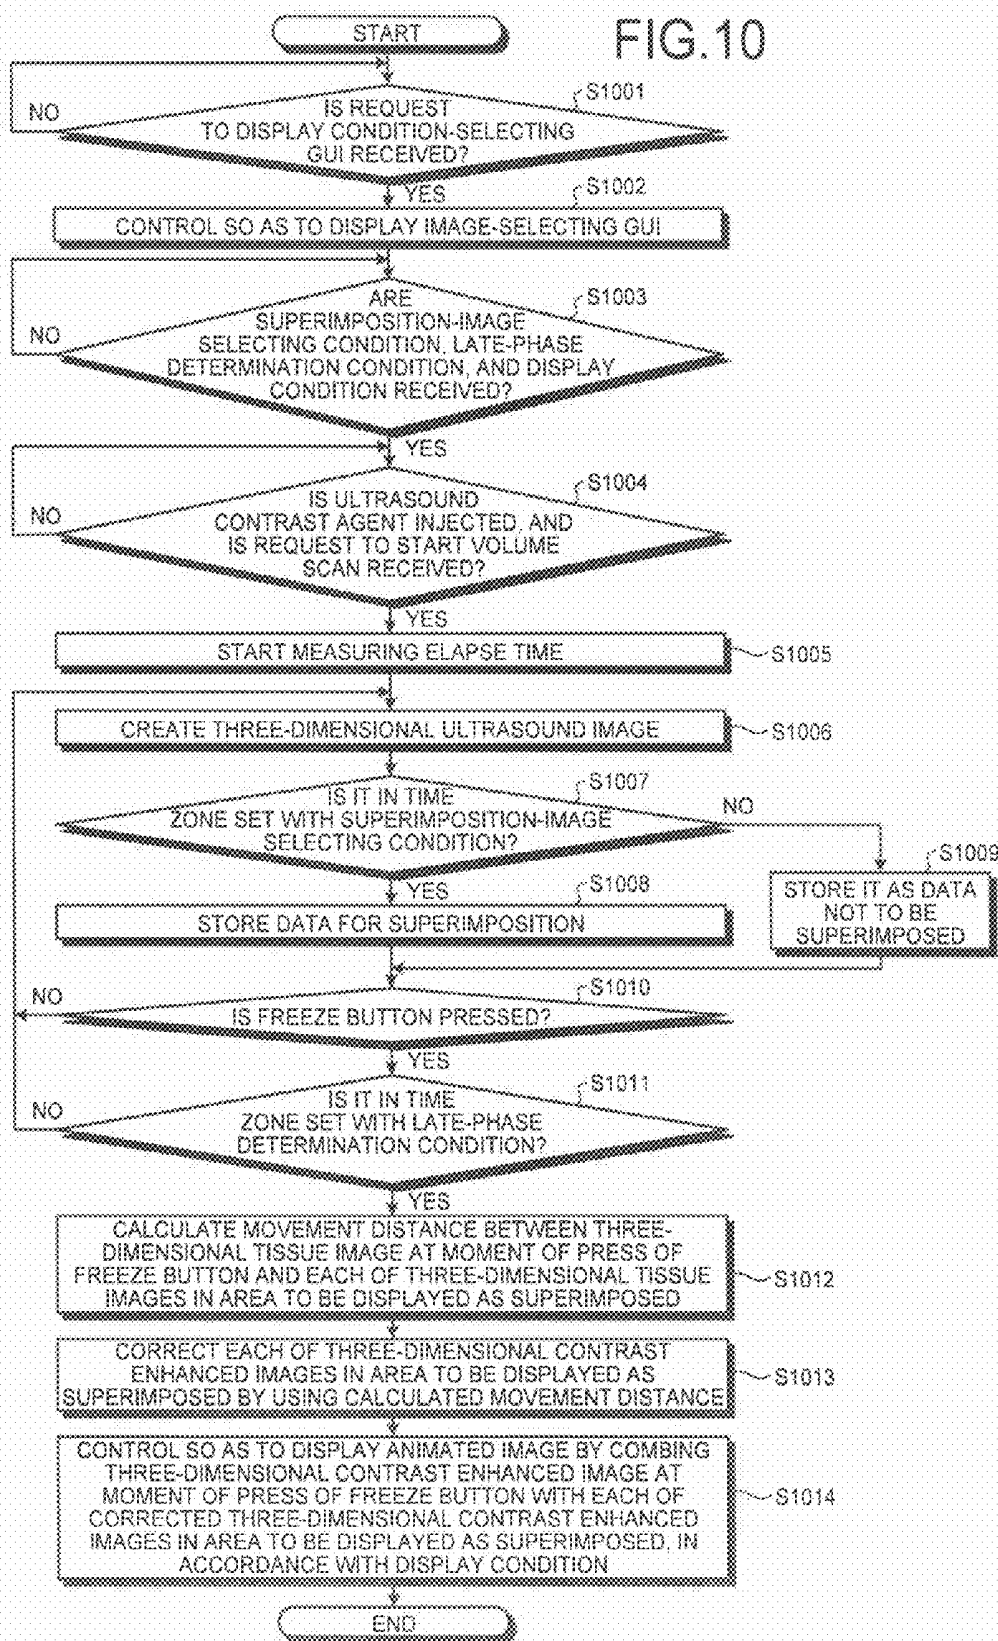 START
FIG.10
S1001
NO
IS REQUEST
TO DISPLAY CONDITION-SELECTING
GUI RECEIVED?
YES
S1002
CONTROL SO AS TO DISPLAY IMAGE-SELECTING GUI
S1003
NO
ARE
SUPERIMPOSITION-IMAGE
SELECTING CONDITION, LATE-PHASE
DETERMINATION CONDITION, AND DISPLAY
CONDITION RECEIVED?
YES
S1004
NO
IS ULTRASOUND
CONTRAST AGENT INJECTED, AND
IS REQUEST TO START VOLUME
SCAN RECEIVED?
YES
START MEASURING ELAPSE TIME
S1005
CREATE THREE-DIMENSIONAL ULTRASOUND IMAGE
S1006
S1007
IS IT IN TIME
ZONE SET WITH SUPERIMPOSITION-IMAGE
SELECTING CONDITION?
NO
YES
S1008
STORE DATA FOR SUPERIMPOSITION
S1009
STORE IT AS DATA
NOT TO BE
SUPERIMPOSED
S1010
NO
IS FREEZE BUTTON PRESSED?
YES
S1011
NO
IS IT IN TIME
ZONE SET WITH LATE-PHASE
DETERMINATION CONDITION?
YES
CALCULATE MOVEMENT DISTANCE BETWEEN THREE-
DIMENSIONAL TISSUE IMAGE AT MOMENT OF PRESS OF
FREEZE BUTTON AND EACH OF THREE-DIMENSIONAL TISSUE
IMAGES IN AREA TO BE DISPLAYED AS SUPERIMPOSED
S1012
CORRECT EACH OF THREE-DIMENSIONAL CONTRAST
ENHANCED IMAGES IN AREA TO BE DISPLAYED AS
SUPERIMPOSED BY USING CALCULATED MOVEMENT DISTANCE
S1013
CONTROL SO AS TO DISPLAY ANIMATED IMAGE BY COMBING
THREE-DIMENSIONAL CONTRAST ENHANCED IMAGE AT
MOMENT OF PRESS OF FREEZE BUTTON WITH EACH OF
CORRECTED THREE-DIMENSIONAL CONTRAST ENHANCED
IMAGES IN AREA TO BE DISPLAYED AS SUPERIMPOSED, IN
ACCORDANCE WITH DISPLAY CONDITION
S1014
END